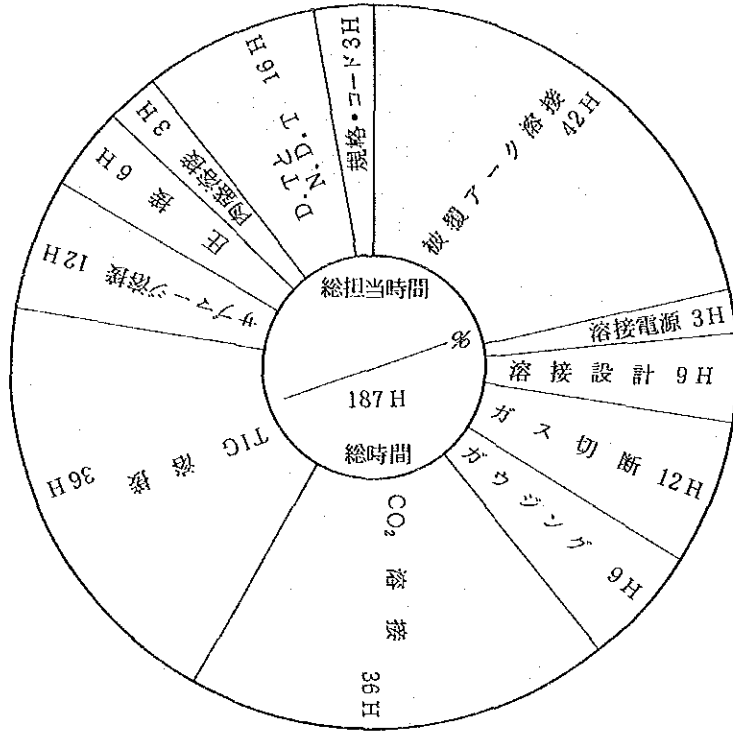 被覆アーク溶接
42H
溶接電源 3H
溶接設計 9H
ガス切断 12H
ガウジング 9H
CO₂ 溶接 36H
TIG 溶接 36H
サブマージ溶接 12H
圧接 6H
肉盛溶接
3H
D.Tと
N.D.T 16H
規格・コード3H
総担当時間
%
187H
総時間